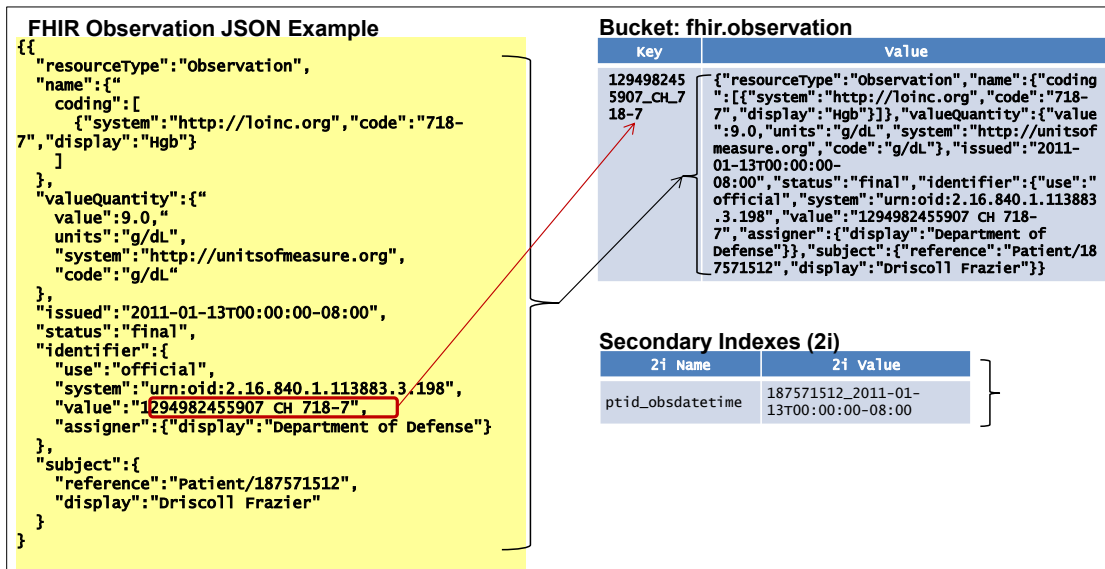 FHIR Observation JSON Example
{{
"resourceType":"Observation",
"name":{“
coding":[
{"system":"http://loinc.org","code":"718-
7","display":"Hgb"}
]
},
"valueQuantity":{“
value":9.0,“
units":"g/dL",
"system":"http://unitsofmeasure.org",
"code":"g/dL“
},
"issued":"2011-01-13T00:00:00-08:00",
"status":"final",
"identifier":{
"use":"official",
"system":"urn:oid:2.16.840.1.113883.3.198",
"value":"1294982455907 CH 718-7",
"assigner":{"display":"Department of Defense"}
},
"subject":{
"reference":"Patient/187571512",
"display":"Driscoll Frazier"
}
}
Bucket: fhir.observation
Key
Value
129498245
5907_CH_7
18-7
{"resourceType":"Observation","name":{"coding
":[{"system":"http://loinc.org","code":"718-
7","display":"Hgb"}]},"valueQuantity":{"value
":9.0,"units":"g/dL","system":"http://unitsof
measure.org","code":"g/dL"},"issued":"2011-
01-13T00:00:00-
08:00","status":"final","identifier":{"use":"
official","system":"urn:oid:2.16.840.1.113883
.3.198","value":"1294982455907 CH 718-
7","assigner":{"display":"Department of
Defense"}},"subject":{"reference":"Patient/18
7571512","display":"Driscoll Frazier"}}
Secondary Indexes (2i)
2i Name
2i Value
ptid_obsdatetime
187571512_2011-01-
13T00:00:00-08:00